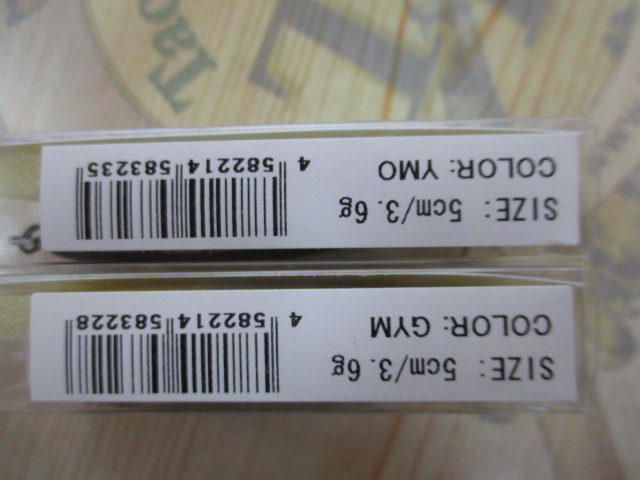 SIZE: 5cm/3.6g
COLOR: GYM
4 582214 583228
SIZE: 5cm/3.6g
COLOR: YMO
4 582214 583235